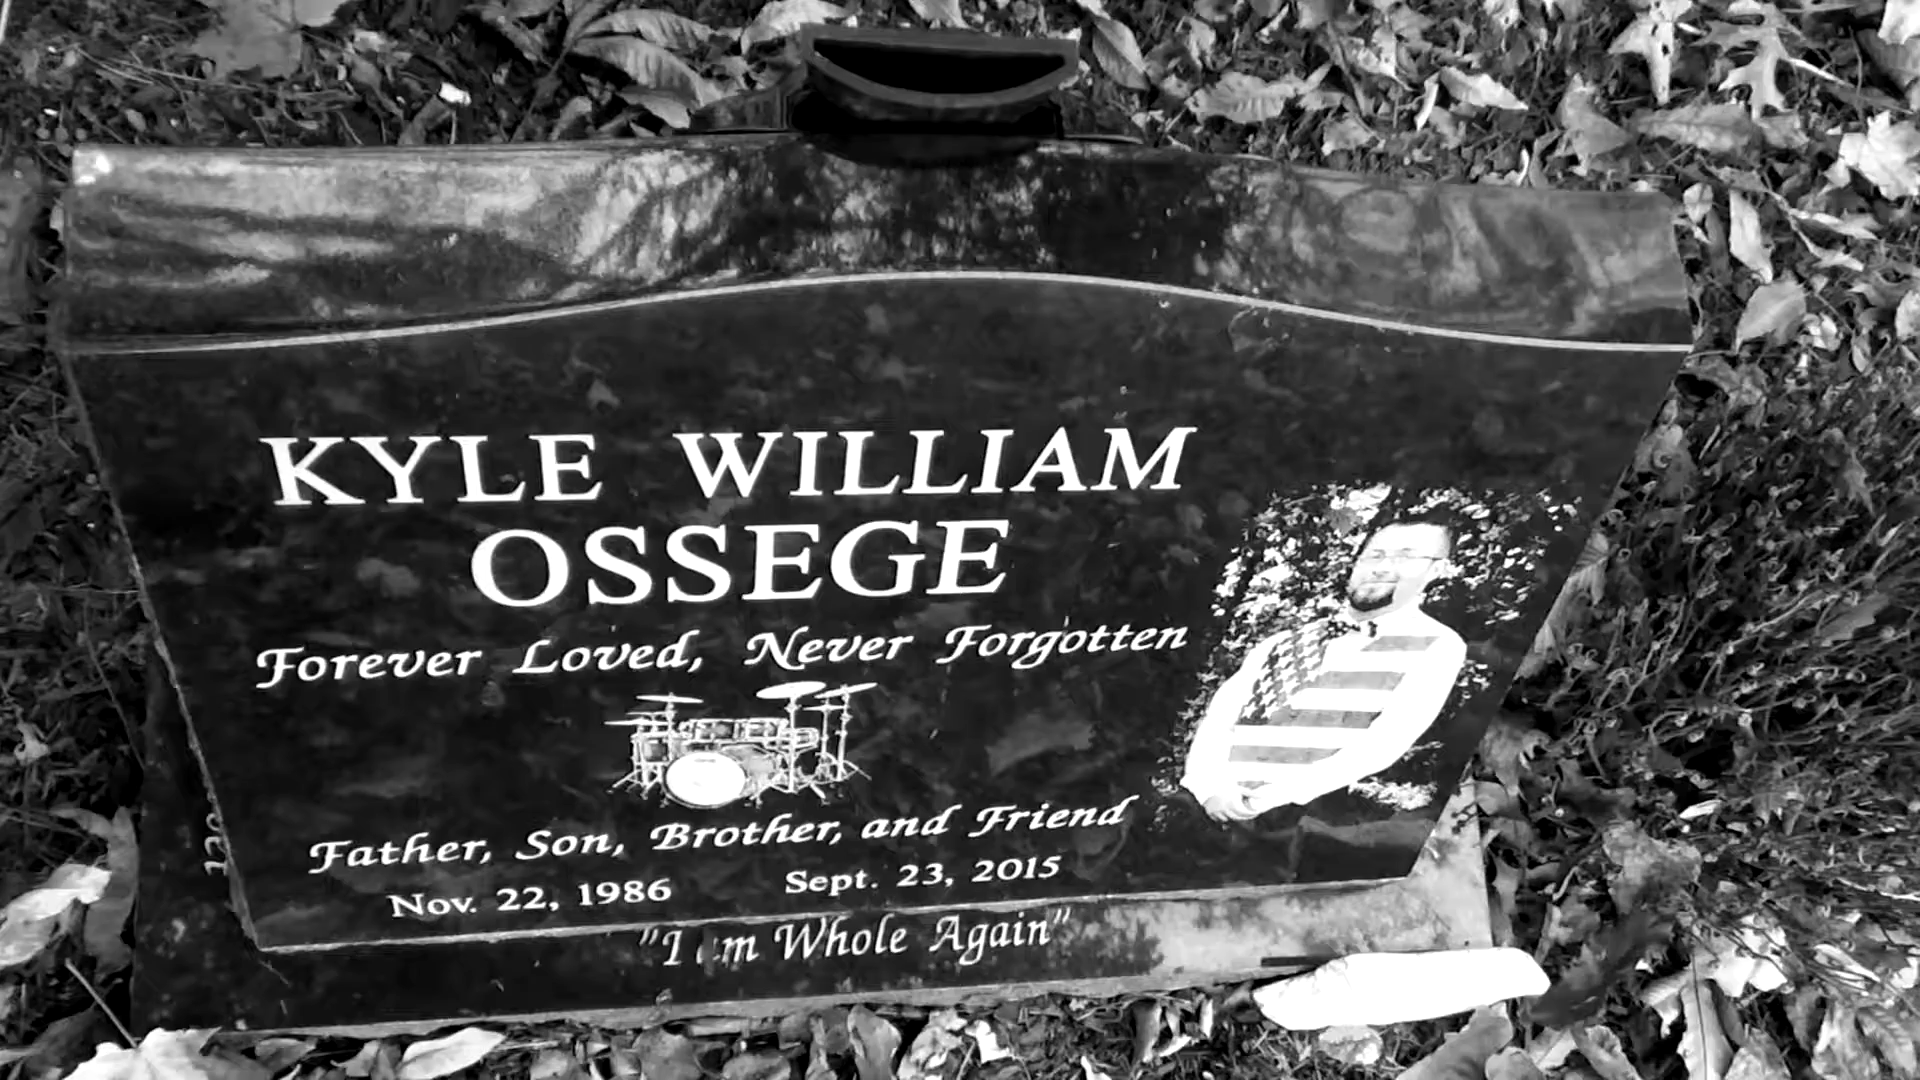 KYLE WILLIAM
OSSEGE
Forever Loved, Never Forgotten
Father, Son, Brother, and Friend
Nov. 22, 1986 Sept. 23, 2015
"I am Whole Again"